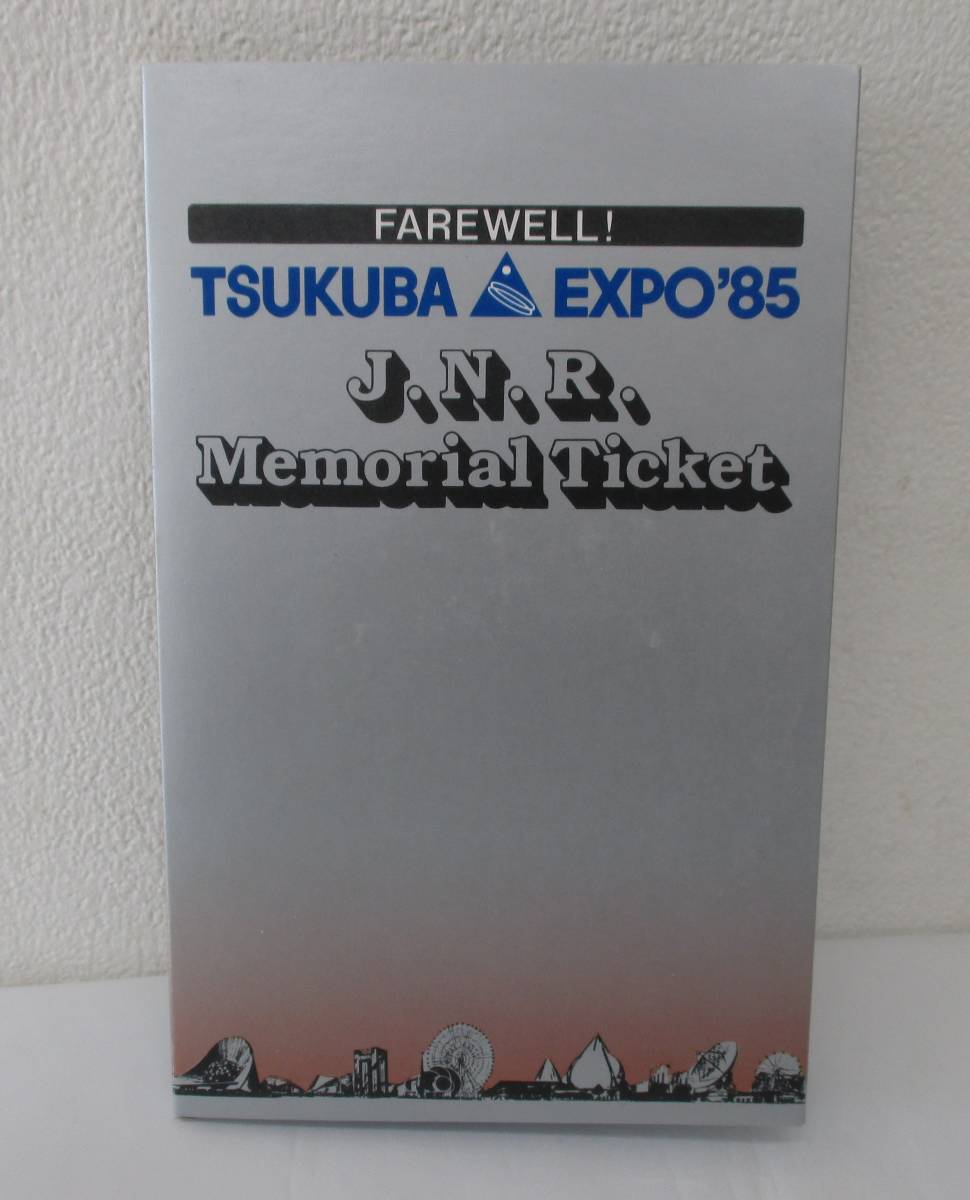 FAREWELL!
TSUKUBA EXPO'85
J.N.R.
Memorial Ticket